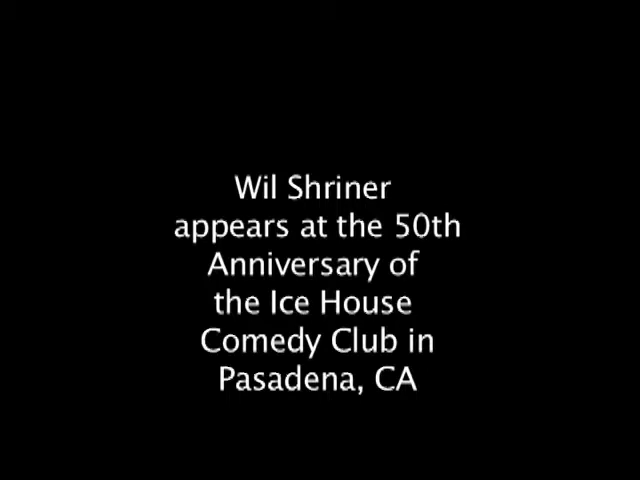 Wil Shriner
appears at the 50th
Anniversary of
the Ice House
Comedy Club in
Pasadena, CA